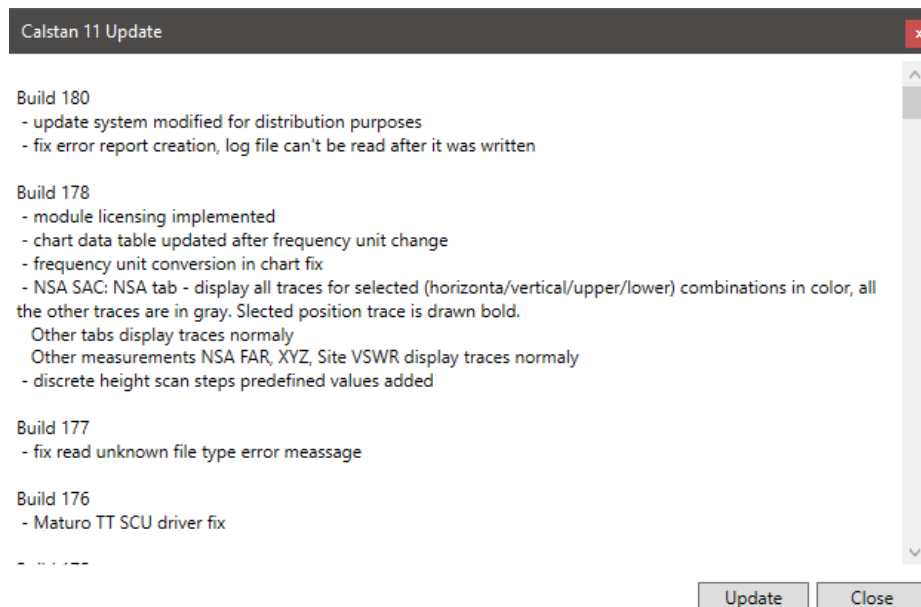 Calstan 11 Update
x
Build 180
- update system modified for distribution purposes
- fix error report creation, log file can't be read after it was written
Build 178
- module licensing implemented
- chart data table updated after frequency unit change
- frequency unit conversion in chart fix
- NSA SAC: NSA tab - display all traces for selected (horizonta/vertical/upper/lower) combinations in color, all
the other traces are in gray. Slected position trace is drawn bold.
Other tabs display traces normaly
Other measurements NSA FAR, XYZ, Site VSWR display traces normaly
- discrete height scan steps predefined values added
Build 177
- fix read unknown file type error meassage
Build 176
- Maturo TT SCU driver fix
Update
Close